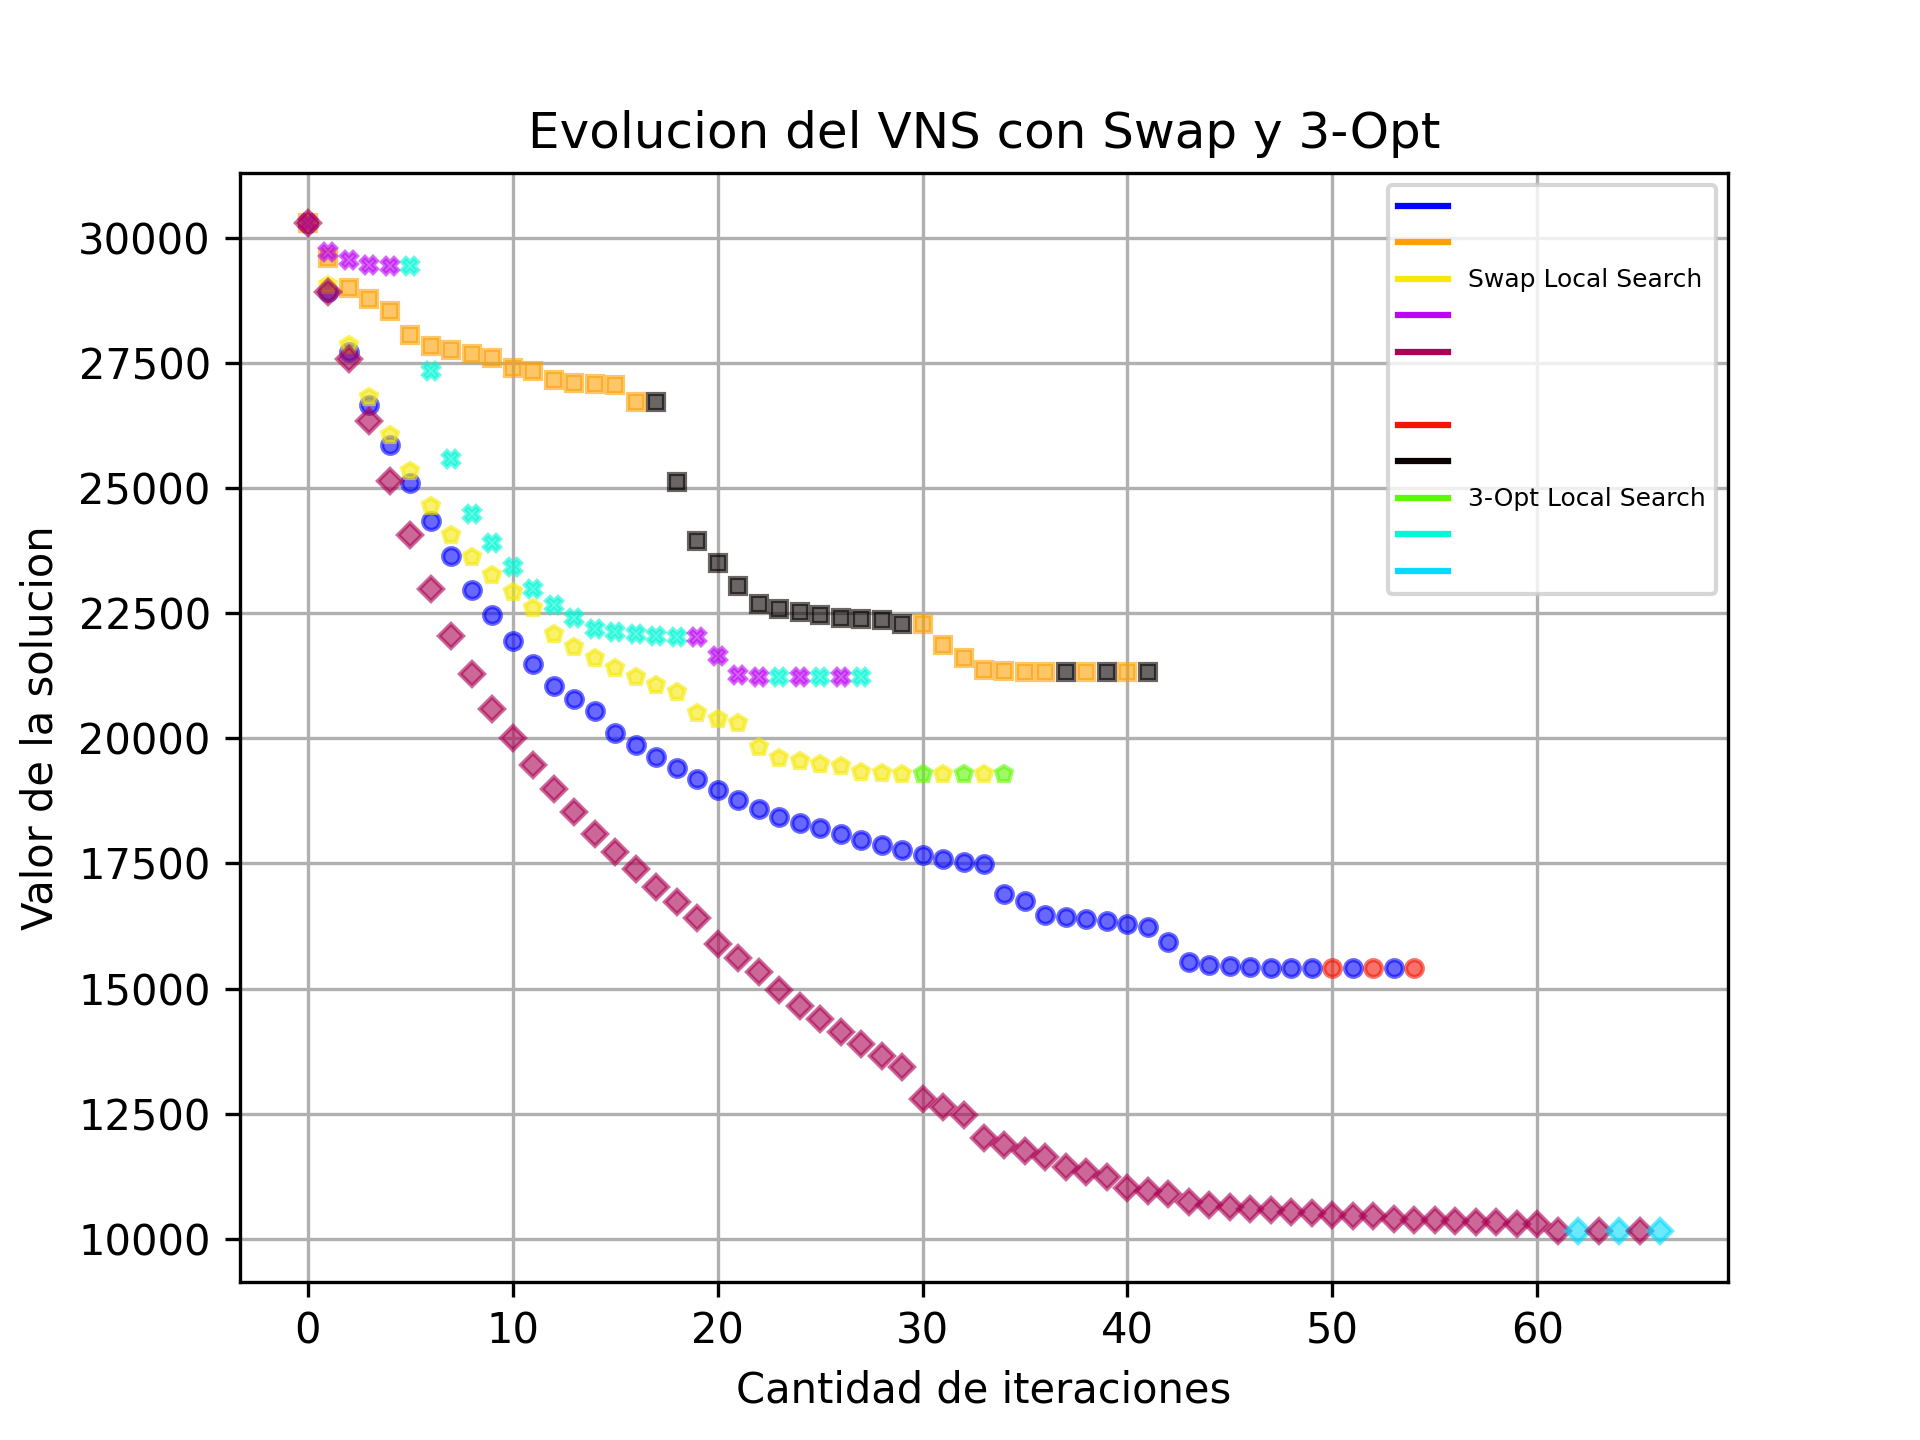 Evolucion del VNS con Swap y 3-Opt
Valor de la solucion
30000
27500
25000
22500
20000
17500
15000
12500
10000
Swap Local Search
3-Opt Local Search
0 10 20 30 40 50 60
Cantidad de iteraciones